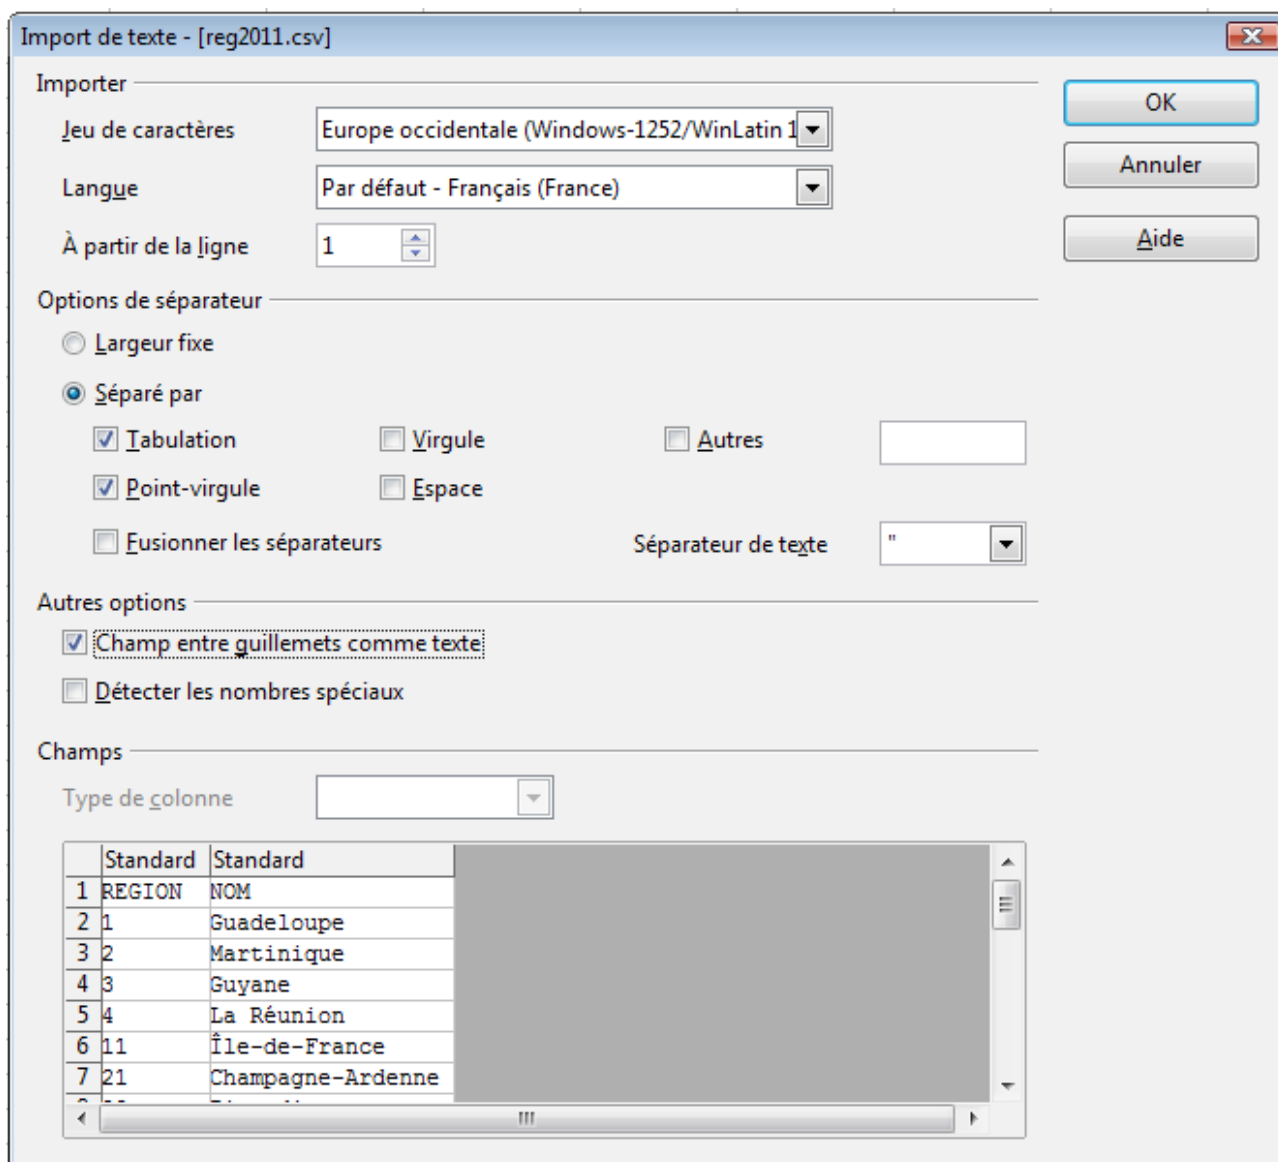 Import de texte - [reg2011.csv]
Importer
OK
Jeu de caractères Europe occidentale (Windows-1252/WinLatin 1
Annuler
Langue Par défaut - Français (France)
À partir de la ligne 1
Aide
Options de séparateur
Largeur fixe
Séparé par
Tabulation Virgule Autres
Point-virgule Espace
Fusionner les séparateurs Séparateur de texte "
Autres options
Champ entre guillemets comme texte
Détecter les nombres spéciaux
Champs
Type de colonne
Standard Standard
1 REGION NOM
2 1 Guadeloupe
3 2 Martinique
4 3 Guyane
5 4 La Réunion
6 11 Île-de-France
7 21 Champagne-Ardenne